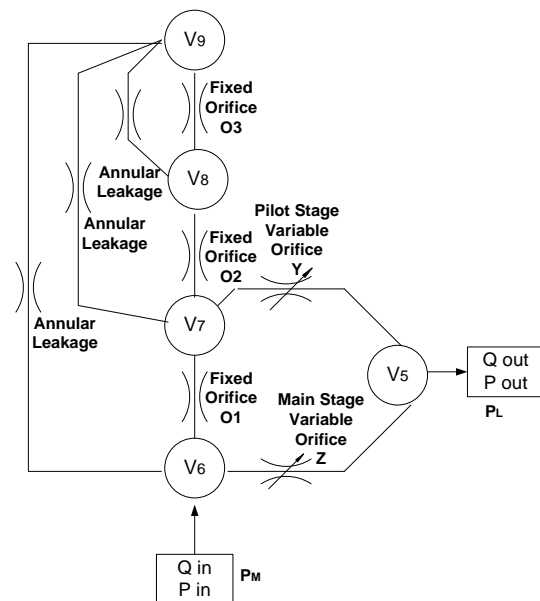 V9
Fixed
Orifice
O3
Annular
Leakage
V8
Annular
Leakage
Pilot Stage
Variable
Orifice
Y
Fixed
Orifice
O2
Annular
Leakage
V7
V5
Q out
P out
PL
Fixed
Orifice
O1
Main Stage
Variable
Orifice
Z
V6
Q in
P in
PM